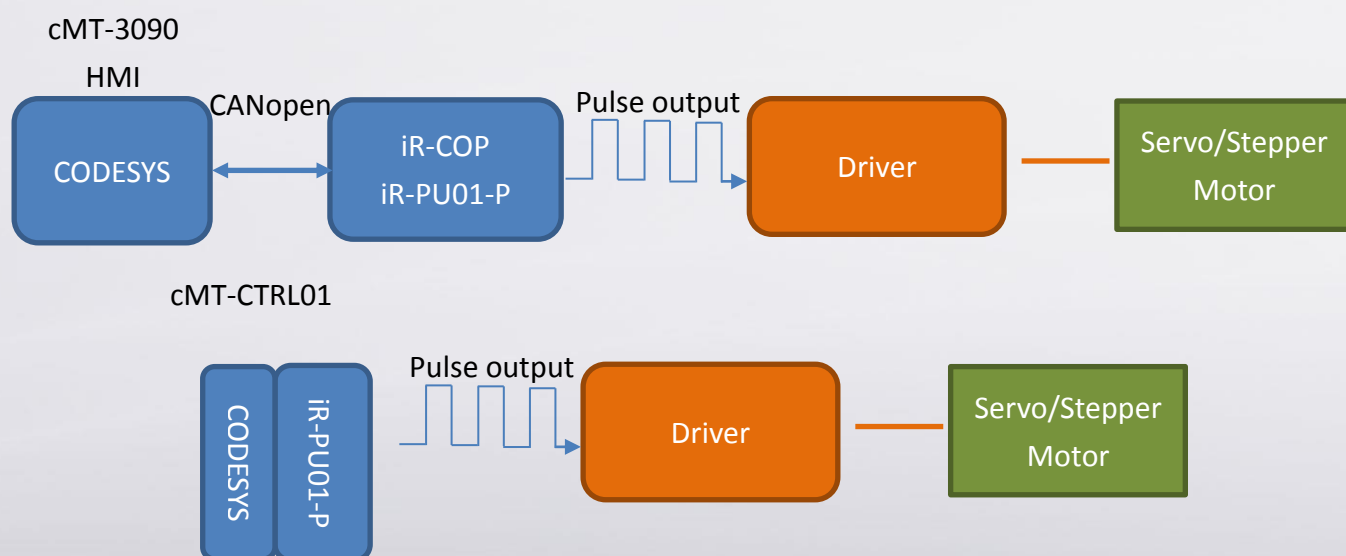 cMT-3090
HMI
CANopen
Pulse output
CODESYS
iR-COP
iR-PU01-P
Driver
Servo/Stepper
Motor
cMT-CTRL01
Pulse output
CODESYS
iR-PU01-P
Driver
Servo/Stepper
Motor